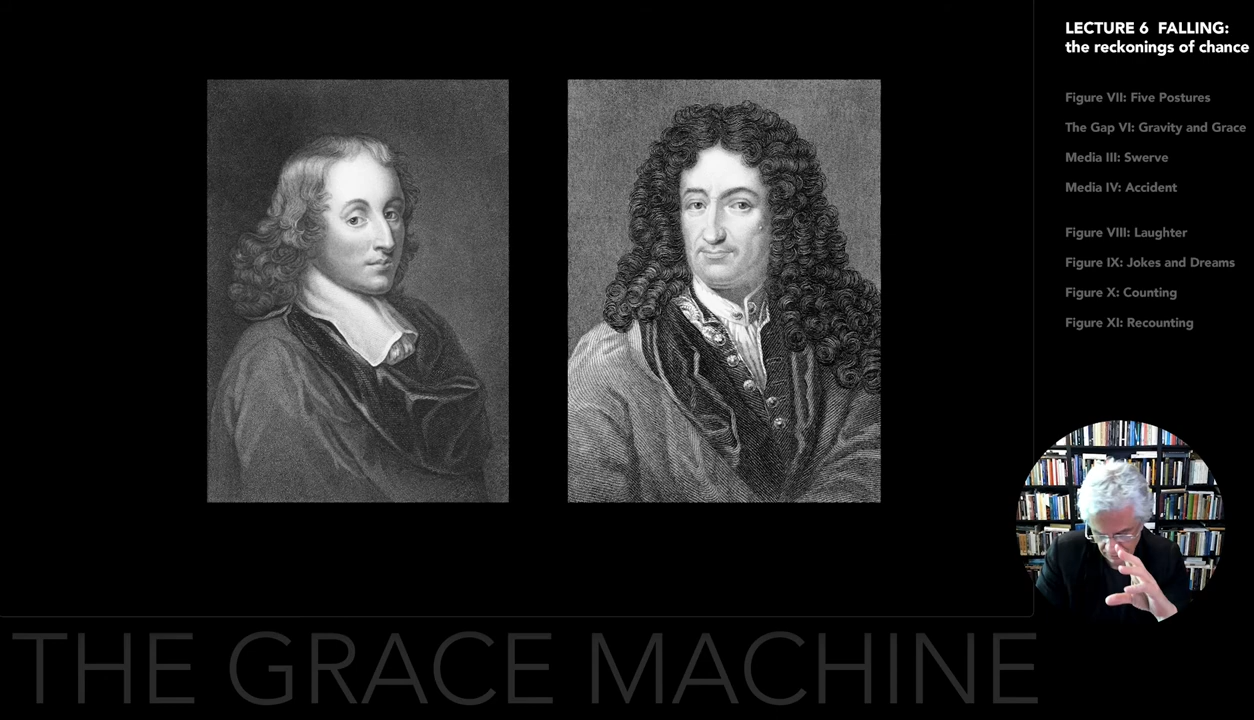 LECTURE 6 FALLING:
the reckonings of chance
Figure VII: Five Postures
The Gap VI: Gravity and Grace
Media III: Swerve
Media IV: Accident
Figure VIII: Laughter
Figure IX: Jokes and Dreams
Figure X: Counting
Figure XI: Recounting
THE GRACE MACHINE